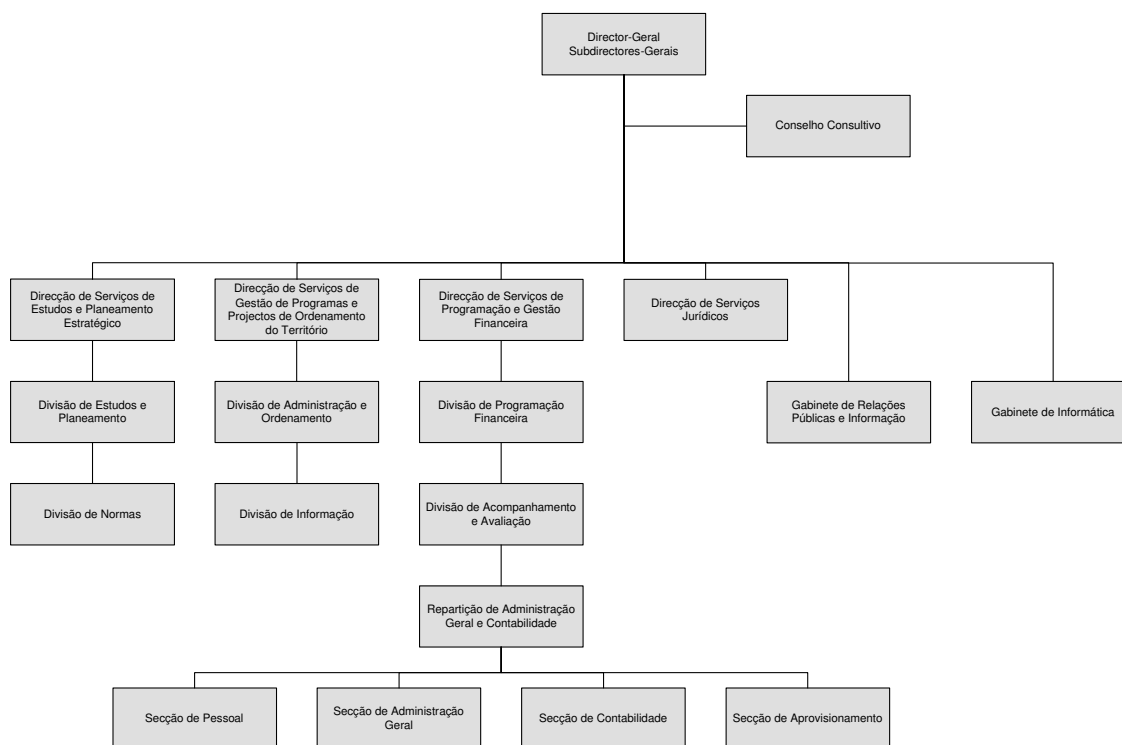 Director-Geral
Subdirectores-Gerais
Conselho Consultivo
Direcção de Serviços de
Estudos e Planeamento
Estratégico
Direcção de Serviços de
Gestão de Programas e
Projectos de Ordenamento
do Território
Direcção de Serviços de
Programação e Gestão
Financeira
Direcção de Serviços
Jurídicos
Divisão de Estudos e
Planeamento
Divisão de Administração e
Ordenamento
Divisão de Programação
Financeira
Gabinete de Relações
Públicas e Informação
Gabinete de Informática
Divisão de Normas
Divisão de Informação
Divisão de Acompanhamento
e Avaliação
Repartição de Administração
Geral e Contabilidade
Secção de Pessoal
Secção de Administração
Geral
Secção de Contabilidade
Secção de Aprovisionamento